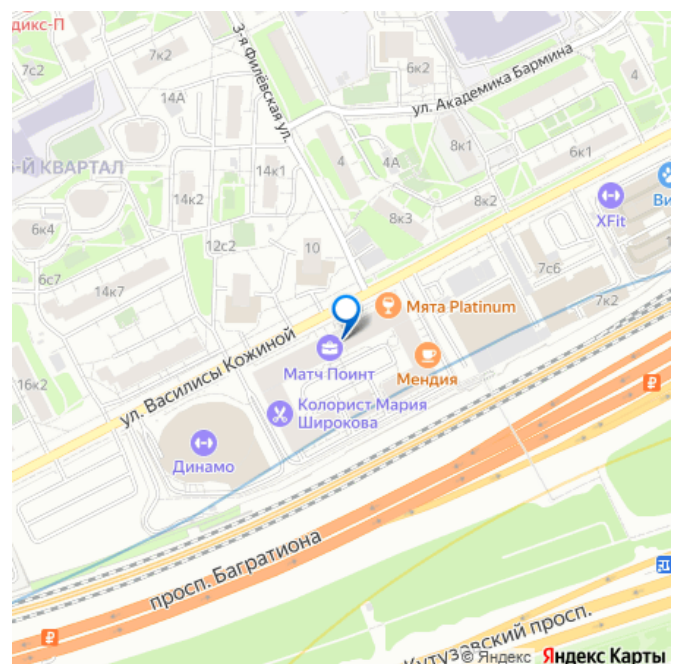 дикс-П
7к2
7с2
3-я Филёвская ул.
6к2
ул. Академика Бармина
4
14А
8к1
-Й КВАРТАЛ
14к1
4
4А
6к1
14к2
8к3
8к2
XFit
Ви
6к4
12с2
10
6с7
14к7
7с6
7к2
1
Мята Platinum
ул. Василисы Кожиной
Матч Поинт
Мендия
16к2
Колорист Мария
Широкова
Динамо
просп. Багратиона
Кутузовский просп.
© Яндекс Яндекс Карты